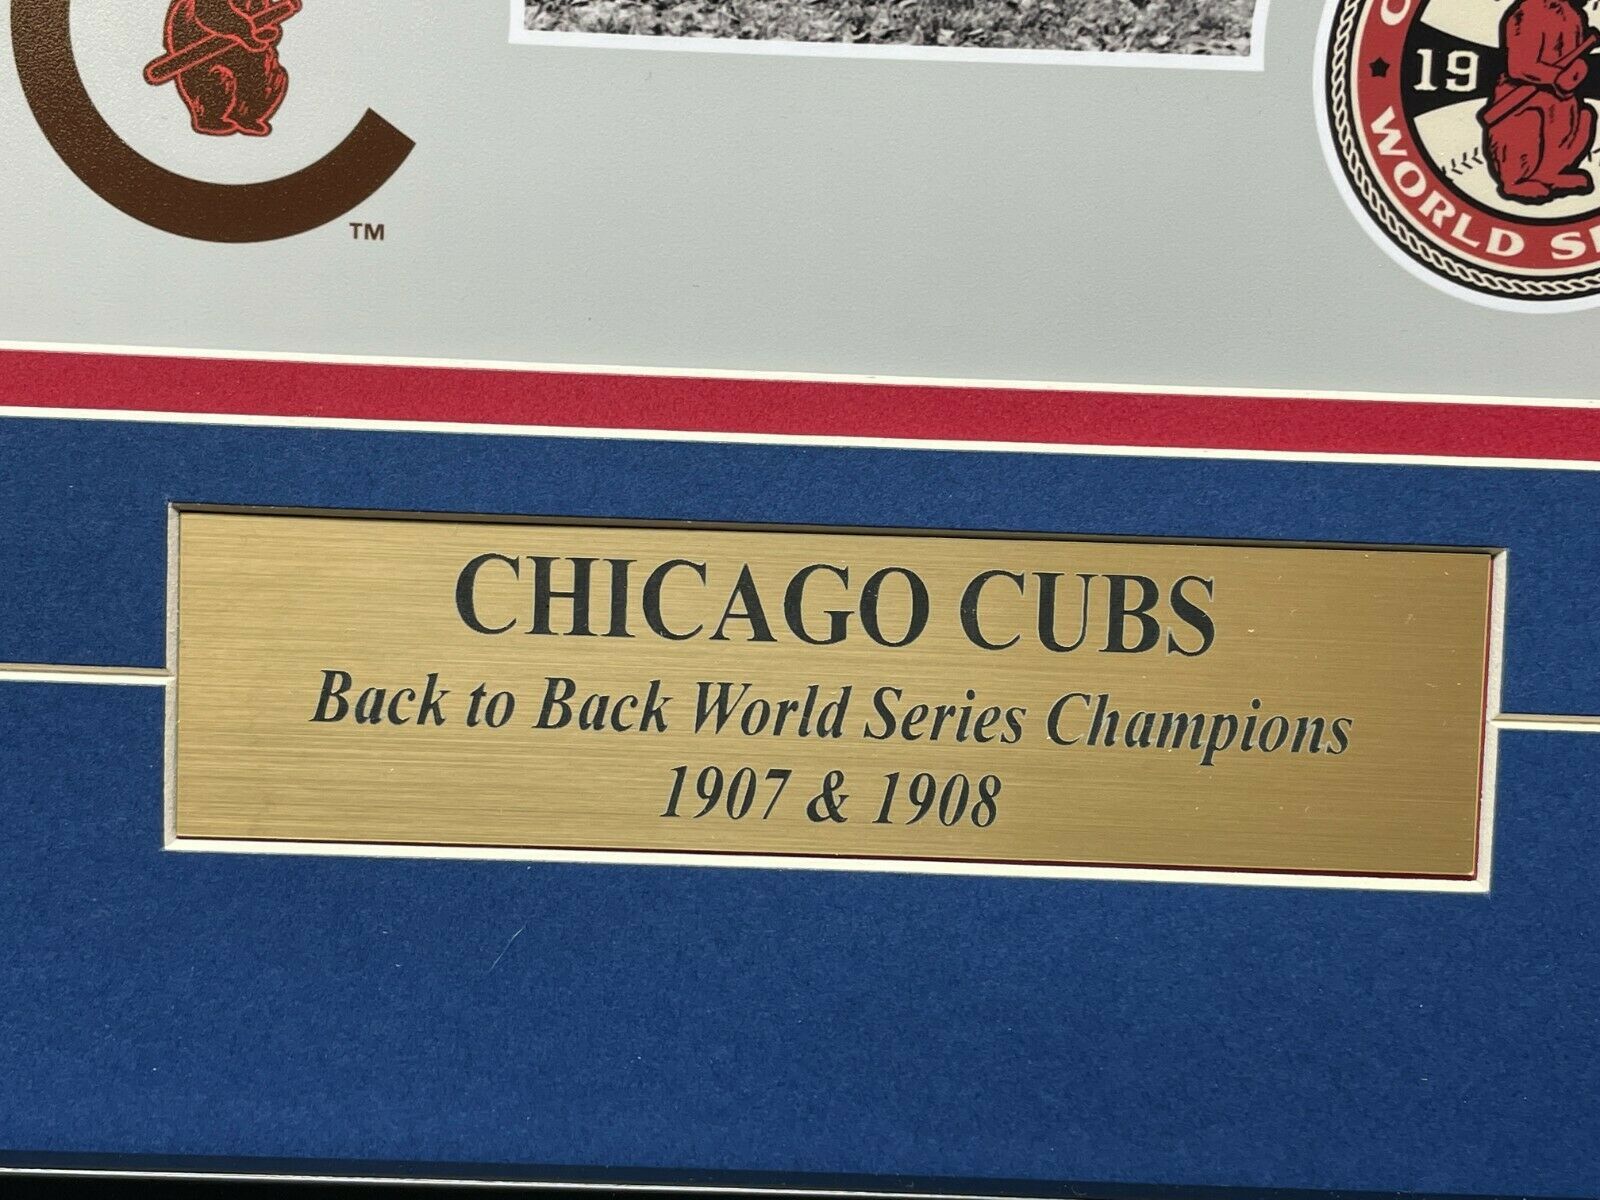 TM
19
WORLD
CHICAGO CUBS
Back to Back World Series Champions
1907 & 1908